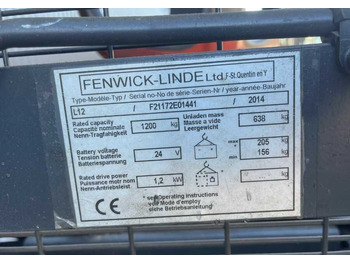 FENWICK-LINDE Ltd, F-St.Quentin en Y
Type-Modèle-Typ / Serial no-No de série-Serien-Nr / year-année-Baujahr
L12 / F21172E01441 / 2014
Rated capacity
Capacité nominale
Nenn-Tragfähigkeit
1200 kg
Unladen mass
Masse à vide
Leergewicht
638 kg
Battery voltage
Tension batterie
Batteriespannung
24 V
max 205 kg
min 156 kg
Rated drive power
Puissance motr nom
Nenn-Antriebsleist.
1,2 kW
kg
see Operating instructions
voir Mode d'emploi
siehe Betriebsanleitung
CE